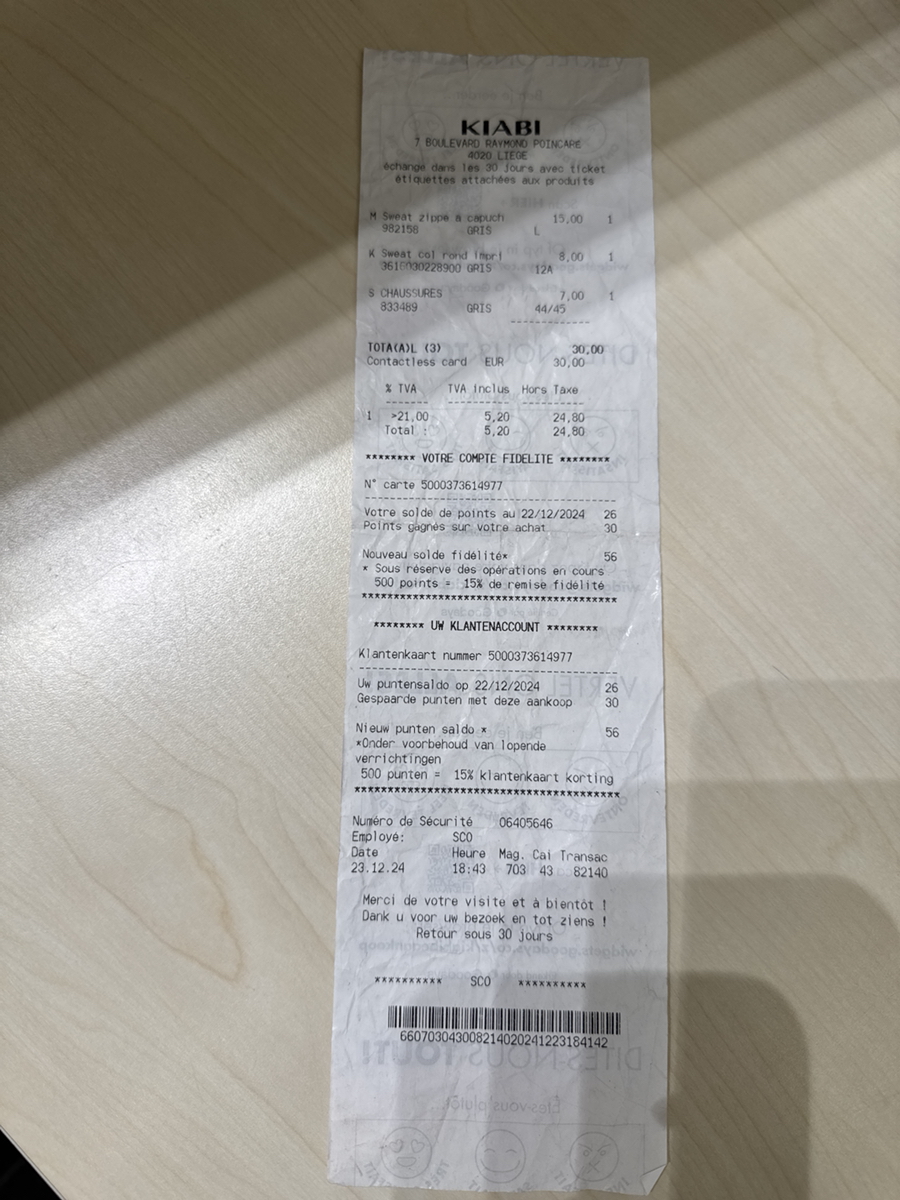 KIABI
7 BOULEVARD RAYMOND POINCARE
4020 LIEGE
échange dans les 30 jours avec ticket
étiquettes attachées aux produits
M Sweat zippe a capuch 15,00 1
982158 GRIS L
K Sweat col rond impri 8,00 1
3616030228900 GRIS 12A
S CHAUSSURES 7,00 1
833489 GRIS 44/45
------------
TOTA(A)L (3) 30,00
Contactless card EUR 30,00
% TVA TVA inclus Hors Taxe
------ ---------- ----------
1 >21,00 5,20 24,80
Total : 5,20 24,80
******** VOTRE COMPTE FIDELITE ********
N° carte 5000373614977
----------------------------------------
Votre solde de points au 22/12/2024 26
Points gagnés sur votre achat 30
Nouveau solde fidélité* 56
* Sous réserve des opérations en cours
500 points = 15% de remise fidélité
****************************************
******** UW KLANTENACCOUNT ********
Klantenkaart nummer 5000373614977
----------------------------------------
Uw puntensaldo op 22/12/2024 26
Gespaarde punten met deze aankoop 30
Nieuw punten saldo * 56
*Onder voorbehoud van lopende
verrichtingen
500 punten = 15% klantenkaart korting
****************************************
Numéro de Sécurité 06405646
Employé: SCO
Date Heure Mag. Cai Transac
23.12.24 18:43 703 43 82140
Merci de votre visite et à bientôt !
Dank u voor uw bezoek en tot ziens !
Retour sous 30 jours
********** SCO **********
660703043008214020241223184142